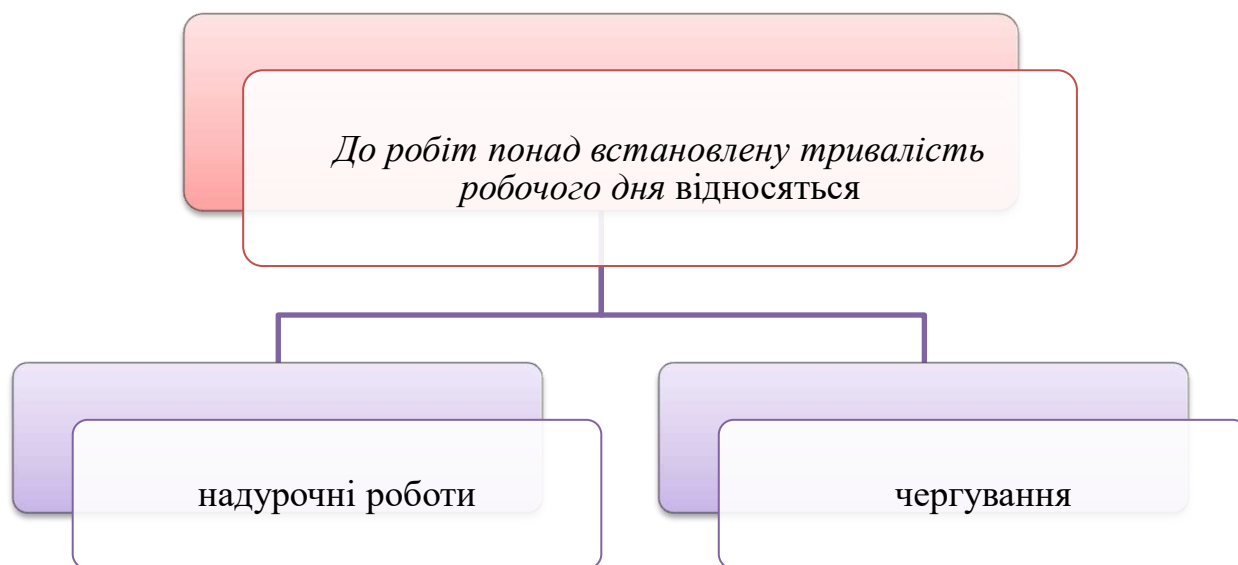 До робіт понад встановлену тривалість
робочого дня відносяться
надурочні роботи
чергування